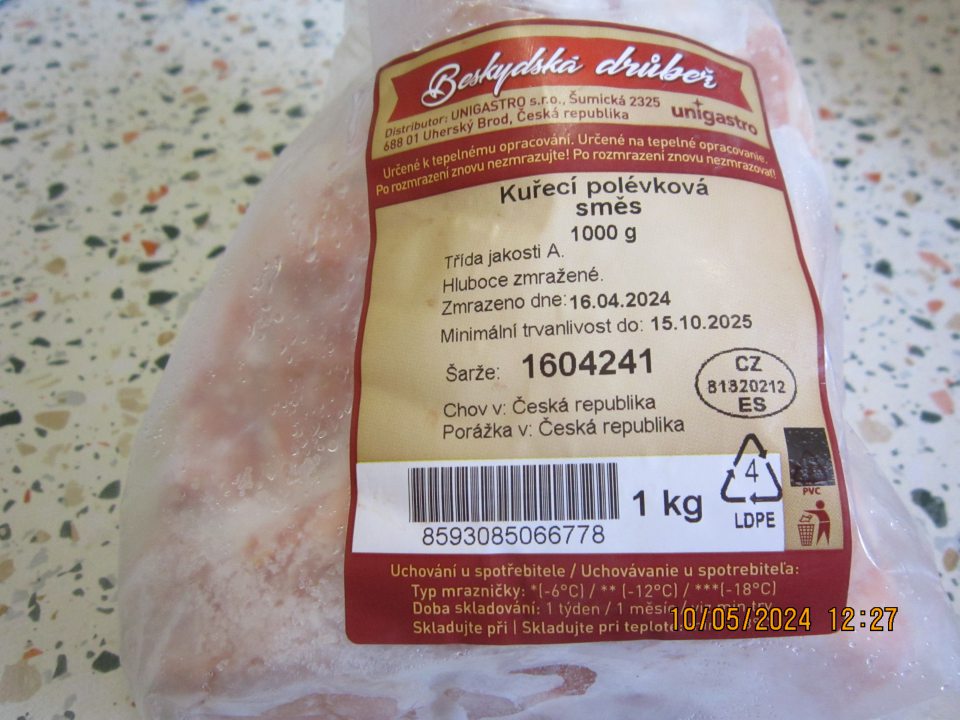 Beskydská drůbež
Distributor: UNIGASTRO s.r.o., Šumická 2325
688 01 Uherský Brod, Česká republika
unigastro
Určené k tepelnému opracování. Určené na tepelné opracovanie.
Po rozmrazení znovu nezmrazujte! Po rozmrazení znovu nezmrazovať!
Kuřecí polévková
směs
1000 g
Třída jakosti A.
Hluboce zmražené.
Zmrazeno dne: 16.04.2024
Minimální trvanlivost do: 15.10.2025
Šarže: 1604241
CZ
81320212
ES
Chov v: Česká republika
Porážka v: Česká republika
8593085066778
1 kg
4
LDPE
PVC
Uchování u spotřebitele / Uchovávanie u spotrebiteľa:
Typ mrazničky: *(-6°C) / ** (-12°C) / ***(-18°C)
Doba skladování: 1 týden / 1 měsíc
Skladujte při | Skladujte pri teplote
10/05/2024 12:27